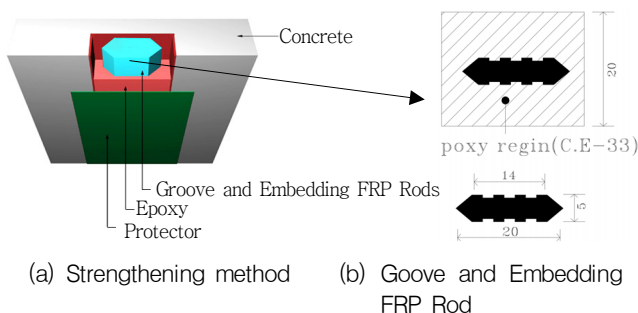 Concrete
Groove and Embedding FRP Rods
Epoxy
Protector
20
poxy regin(C.E-33)
14
5
20
(a) Strengthening method
(b) Goove and Embedding
FRP Rod